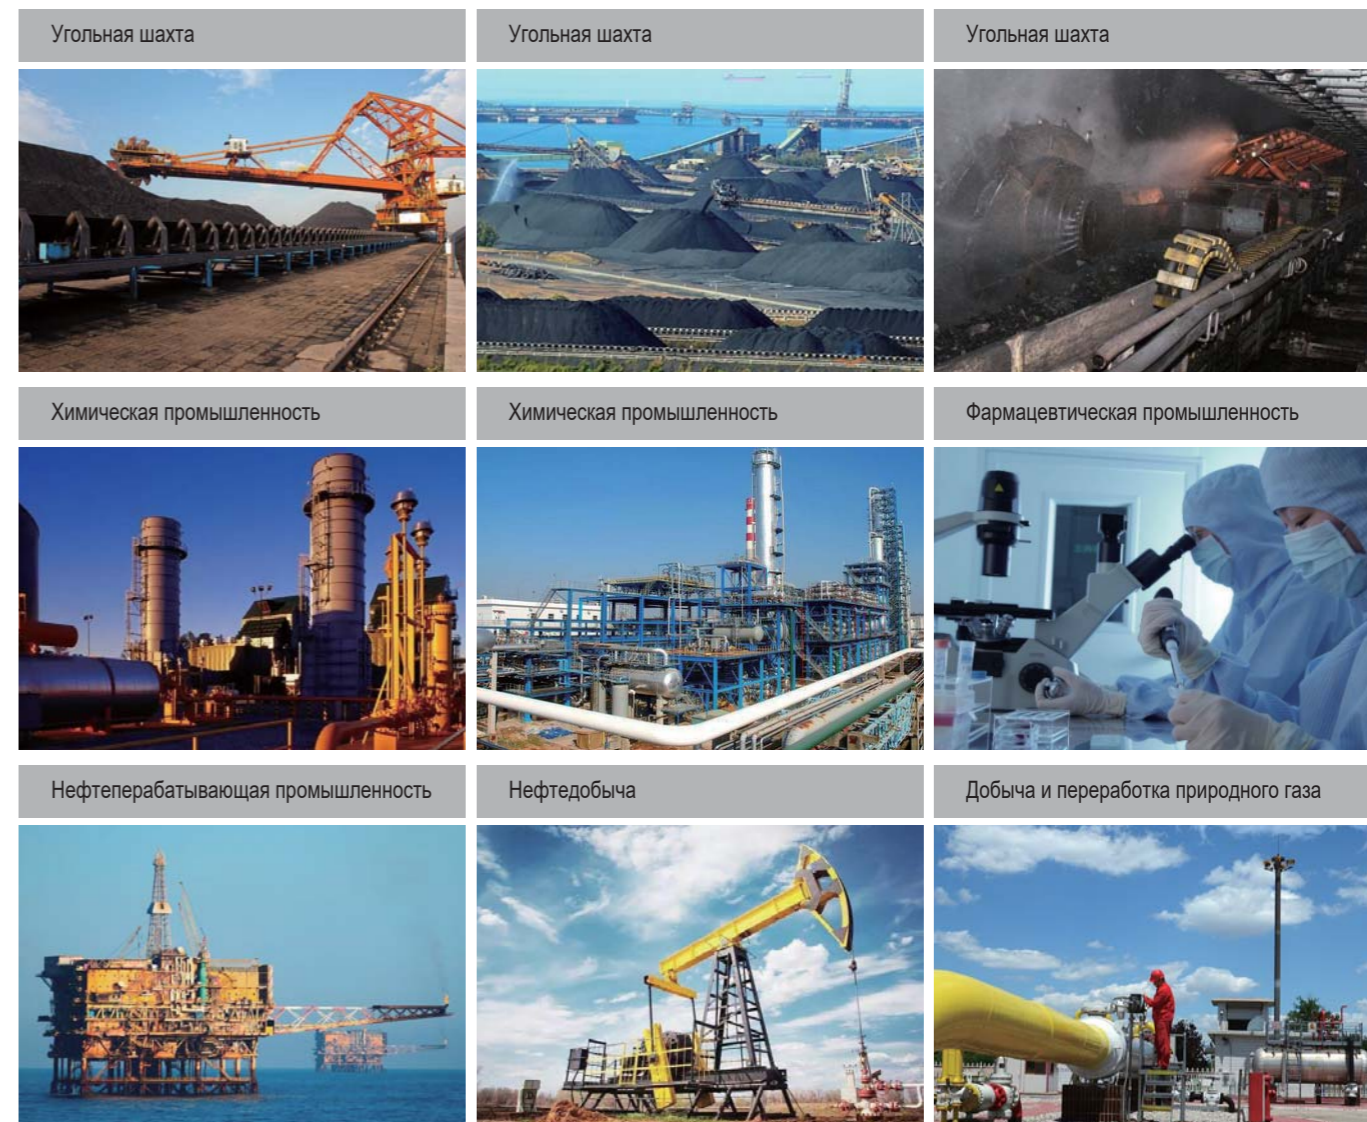 Угольная шахта
Угольная шахта
Угольная шахта
Химическая промышленность
Химическая промышленность
Фармацевтическая промышленность
Нефтеперабатывающая промышленность
Нефтедобыча
Добыча и переработка природного газа